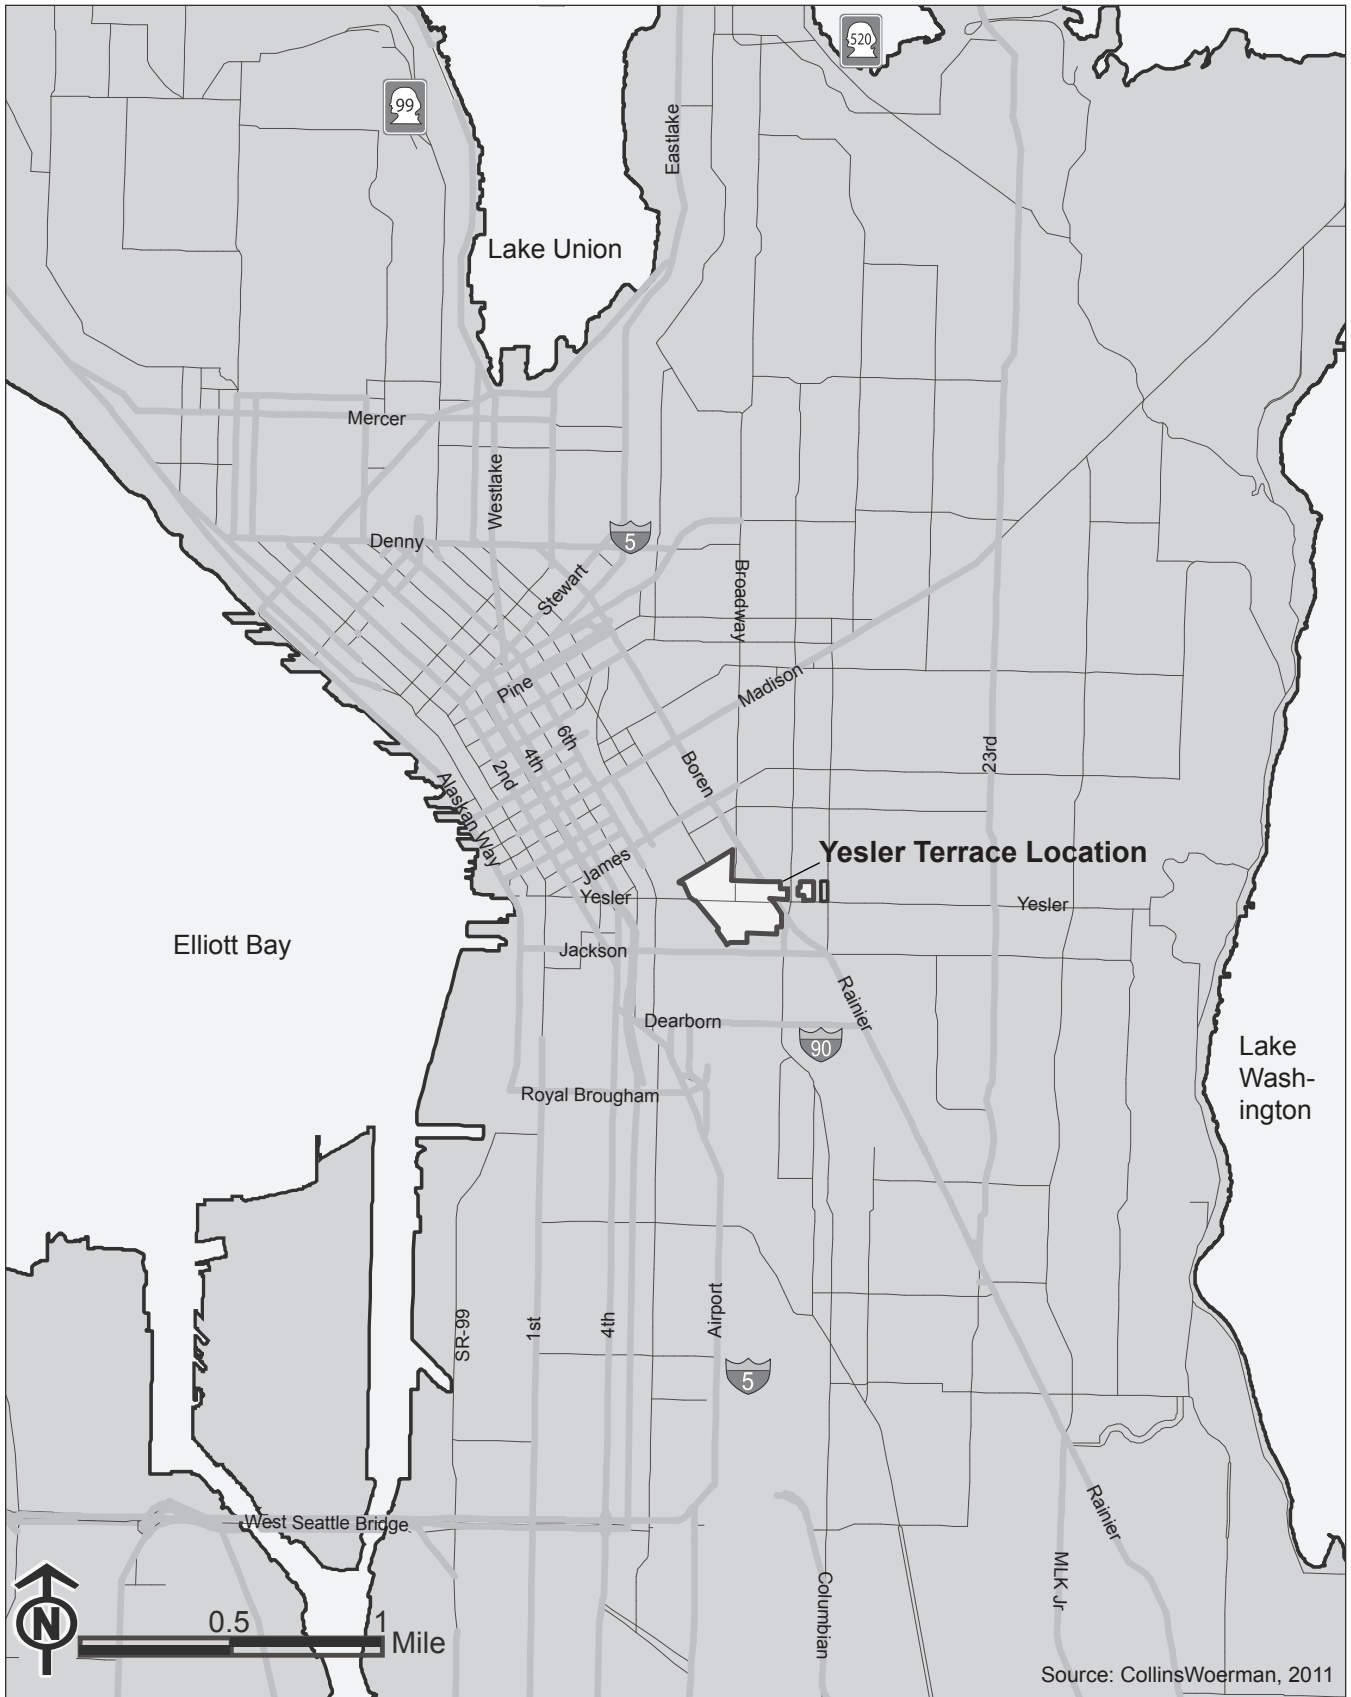 520
99
Eastlake
Lake Union
Mercer
Westlake
Denny
5
Stewart
Broadway
Pine
Madison
6th
4th
2nd
Boren
23rd
Alaskan Way
Yesler Terrace Location
James
Yesler
Yesler
Elliott Bay
Jackson
Rainier
Dearborn
90
Lake
Wash-
ington
Royal Brougham
SR-99
1st
4th
Airport
5
West Seattle Bridge
Rainier
MLK Jr
Columbian
N
0.5
1
Mile
Source: CollinsWoerman, 2011